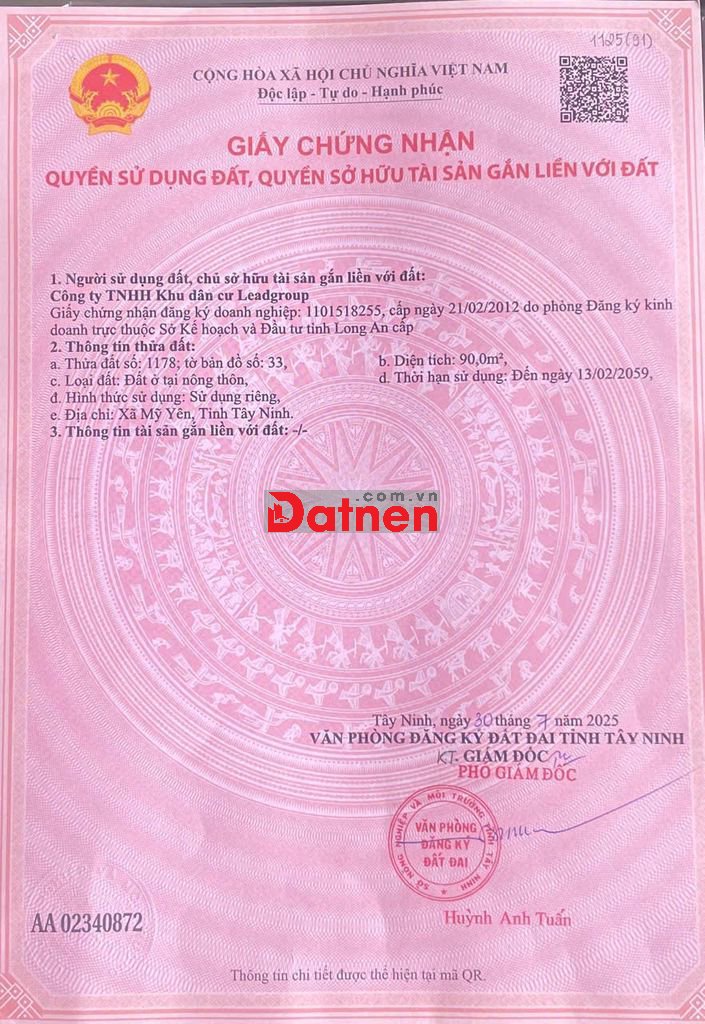 1125(91)
CỘNG HÒA XÃ HỘI CHỦ NGHĨA VIỆT NAM
Độc lập - Tự do - Hạnh phúc
GIẤY CHỨNG NHẬN
QUYỀN SỬ DỤNG ĐẤT, QUYỀN SỞ HỮU TÀI SẢN GẮN LIỀN VỚI ĐẤT
1. Người sử dụng đất, chủ sở hữu tài sản gắn liền với đất:
Công ty TNHH Khu dân cư Leadgroup
Giấy chứng nhận đăng ký doanh nghiệp: 1101518255, cấp ngày 21/02/2012 do phòng Đăng ký kinh
doanh trực thuộc Sở Kế hoạch và Đầu tư tỉnh Long An cấp
2. Thông tin thửa đất:
a. Thửa đất số: 1178; tờ bản đồ số: 33, b. Diện tích: 90,0m²,
c. Loại đất: Đất ở tại nông thôn, d. Thời hạn sử dụng: Đến ngày 13/02/2059,
đ. Hình thức sử dụng: Sử dụng riêng,
e. Địa chỉ: Xã Mỹ Yên, Tỉnh Tây Ninh.
3. Thông tin tài sản gắn liền với đất: -/-
Datnen.com.vn
Tây Ninh, ngày 30 tháng 7 năm 2025
VĂN PHÒNG ĐĂNG KÝ ĐẤT ĐAI TỈNH TÂY NINH
KT. GIÁM ĐỐC
PHÓ GIÁM ĐỐC
SỞ NÔNG NGHIỆP VÀ MÔI TRƯỜNG TỈNH TÂY NINH
VĂN PHÒNG
ĐĂNG KÝ
ĐẤT ĐAI
Huỳnh Anh Tuấn
AA 02340872
Thông tin chi tiết được thể hiện tại mã QR.